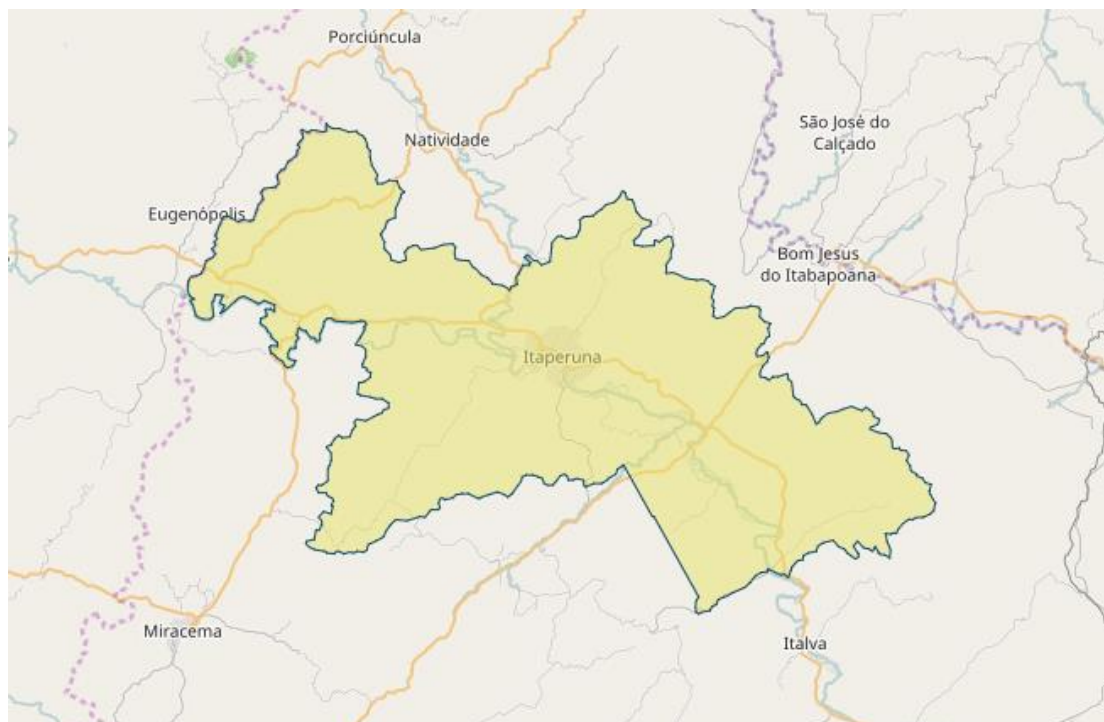 Porciúncula
São José do
Calçado
Natividade
Eugenópolis
Bom Jesus
do Itabapoana
Itaperuna
Miracema
Italva